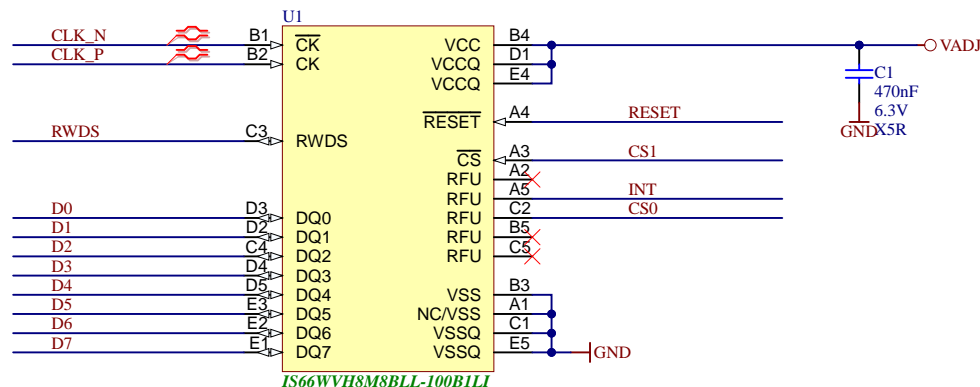 U1
CLK_N B1 CK VCC B4 VADJ
CLK_P B2 CK VCCQ D1
VCCQ E4
C1
470nF
6.3V
X5R
GND
RESET A4 RESET
RWDS C3 RWDS
CS A3 CS1
RFU A2
RFU A5 INT
D0 D3 DQ0 RFU C2 CS0
D1 D2 DQ1 RFU B5
D2 C4 DQ2 RFU C5
D3 D4 DQ3
D4 D5 DQ4 VSS B3
D5 E3 DQ5 NC/VSS A1
D6 E2 DQ6 VSSQ C1
D7 E1 DQ7 VSSQ E5 GND
IS66WVH8M8BLL-100B1LI